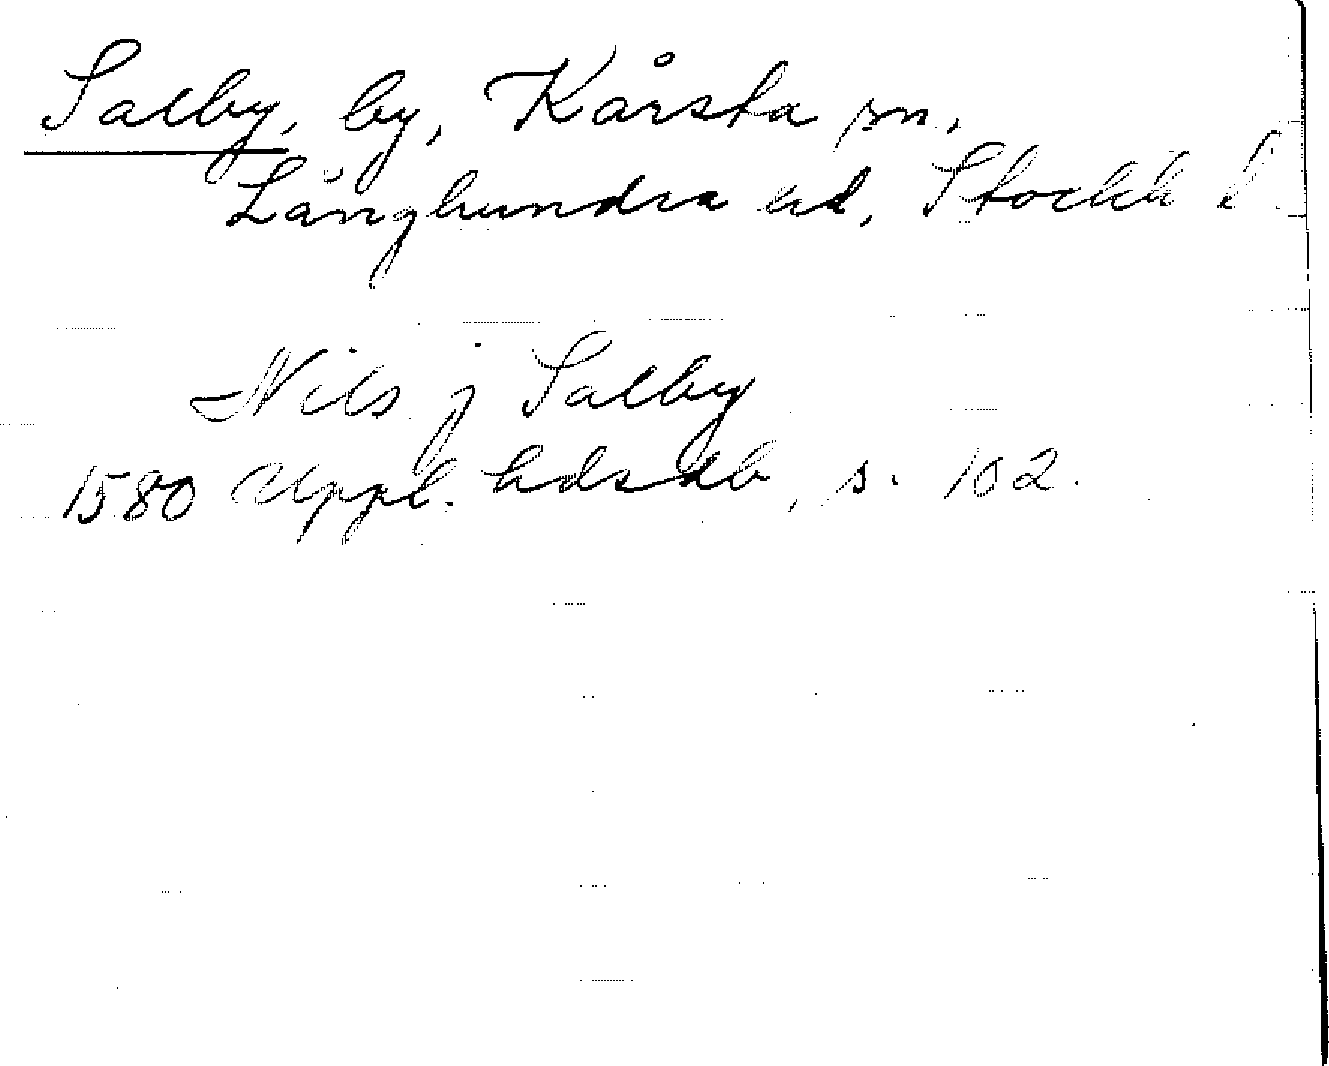 Salby, by, Kårsta sn,
Långhundra hd, Stockh l.
Nils j Salby
1580 Uppl. hdskb, s. 102.